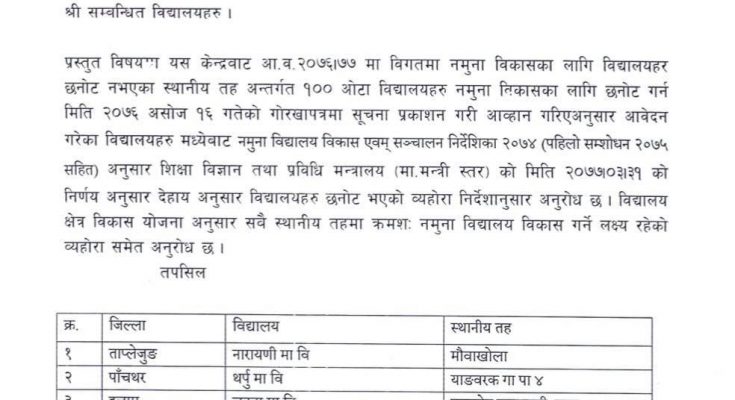 श्री सम्बन्धित विद्यालयहरु ।
प्रस्तुत विषयमा यस केन्द्रवाट आ.व.२०७६।७७ मा विगतमा नमुना विकासका लागि विद्यालयहर
छनोट नभएका स्थानीय तह अन्तर्गत १०० ओटा विद्यालयहरु नमुना विकासका लागि छनोट गर्न
मिति २०७६ असोज १६ गतेको गोरखापत्रमा सूचना प्रकाशन गरी आव्हान गरिएअनुसार आवेदन
गरेका विद्यालयहरु मध्येवाट नमुना विद्यालय विकास एवम् सञ्चालन निर्देशिका २०७४ (पहिलो सम्शोधन २०७५
सहित) अनुसार शिक्षा विज्ञान तथा प्रविधि मन्त्रालय (मा.मन्त्री स्तर) को मिति २०७७।०३।३१ को
निर्णय अनुसार देहाय अनुसार विद्यालयहरु छनोट भएको व्यहोरा निर्देशानुसार अनुरोध छ । विद्यालय
क्षेत्र विकास योजना अनुसार सवै स्थानीय तहमा क्रमशः नमुना विद्यालय विकास गर्ने लक्ष्य रहेको
व्यहोरा समेत अनुरोध छ ।
तपसिल
क्र. जिल्ला विद्यालय स्थानीय तह
१ ताप्लेजुङ नारायणी मा वि मौवाखोला
२ पाँचथर थर्पु मा वि याङवरक गा पा ४